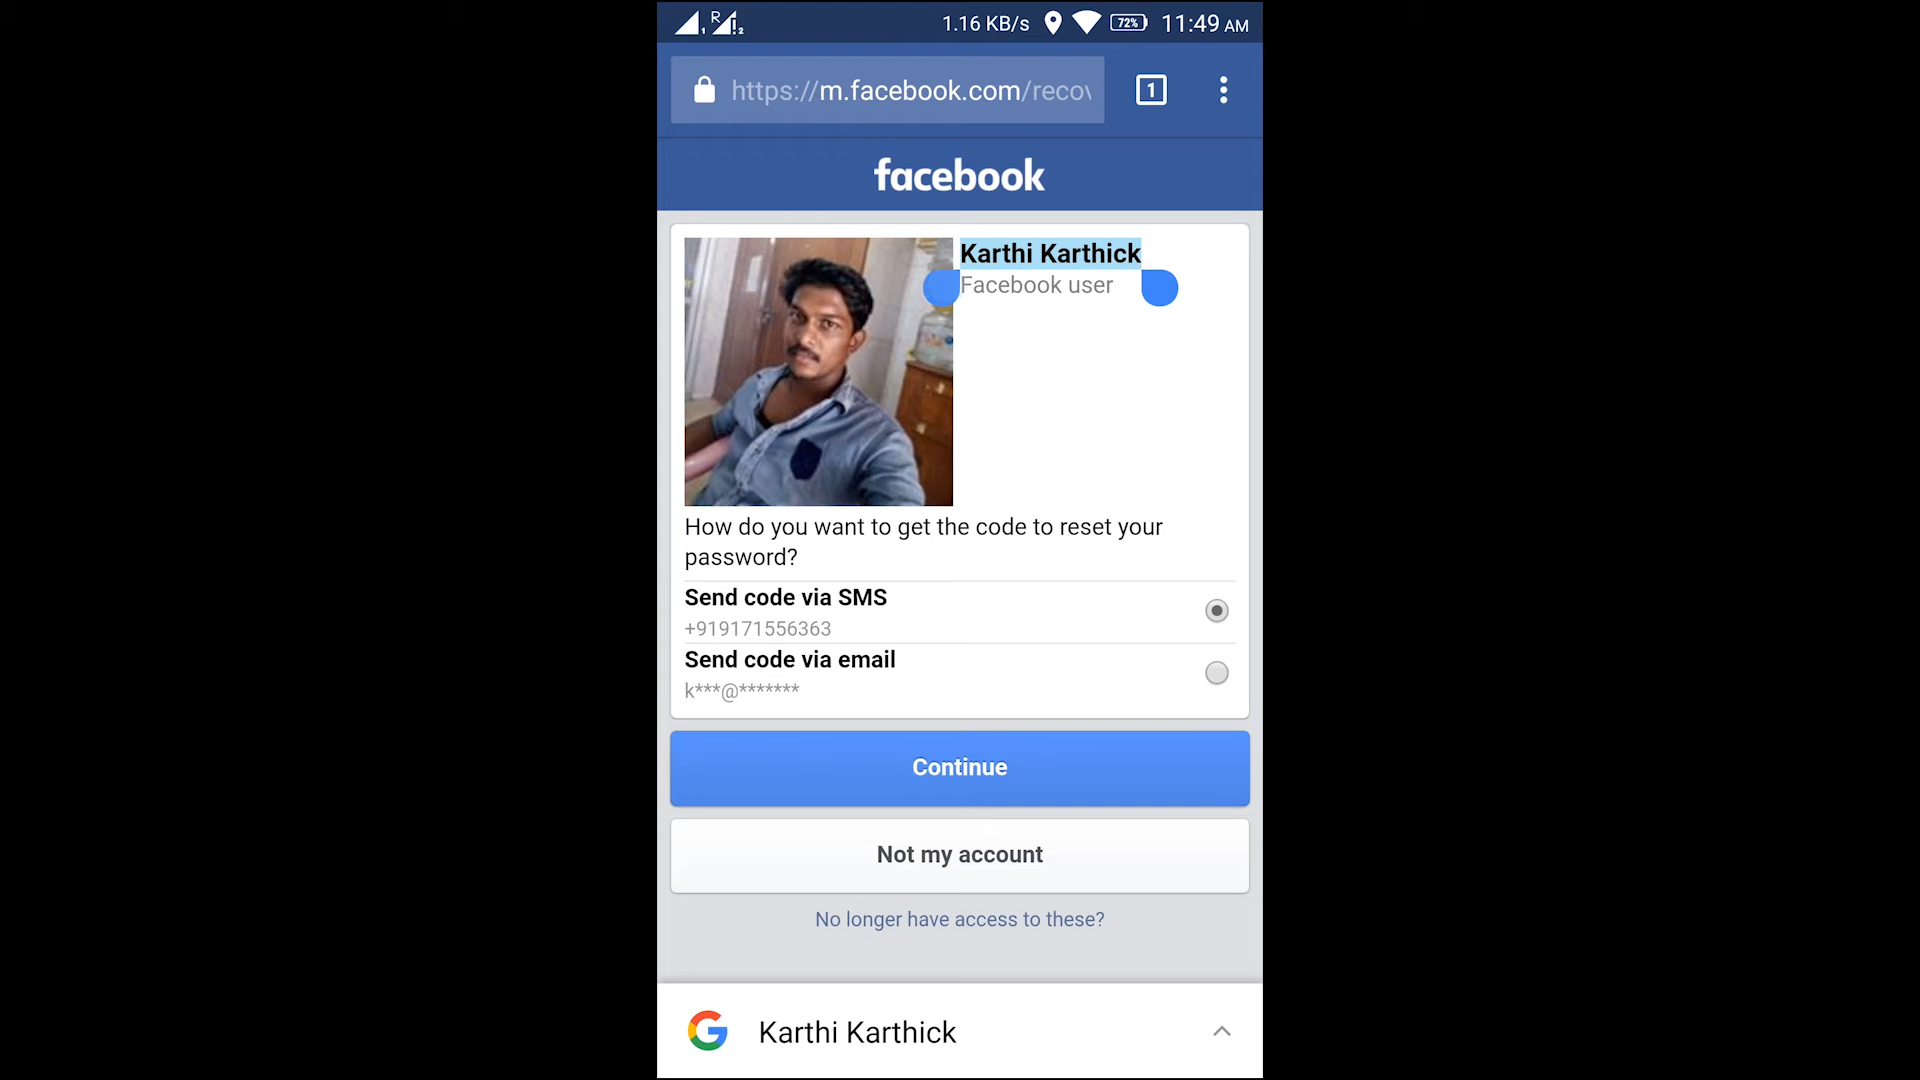 R
1 2
1.16 KB/s 72% 11:49 AM
https://m.facebook.com/recov
1
facebook
Karthi Karthick
Facebook user
How do you want to get the code to reset your
password?
Send code via SMS
+919171556363
Send code via email
k***@*******
Continue
Not my account
No longer have access to these?
G Karthi Karthick